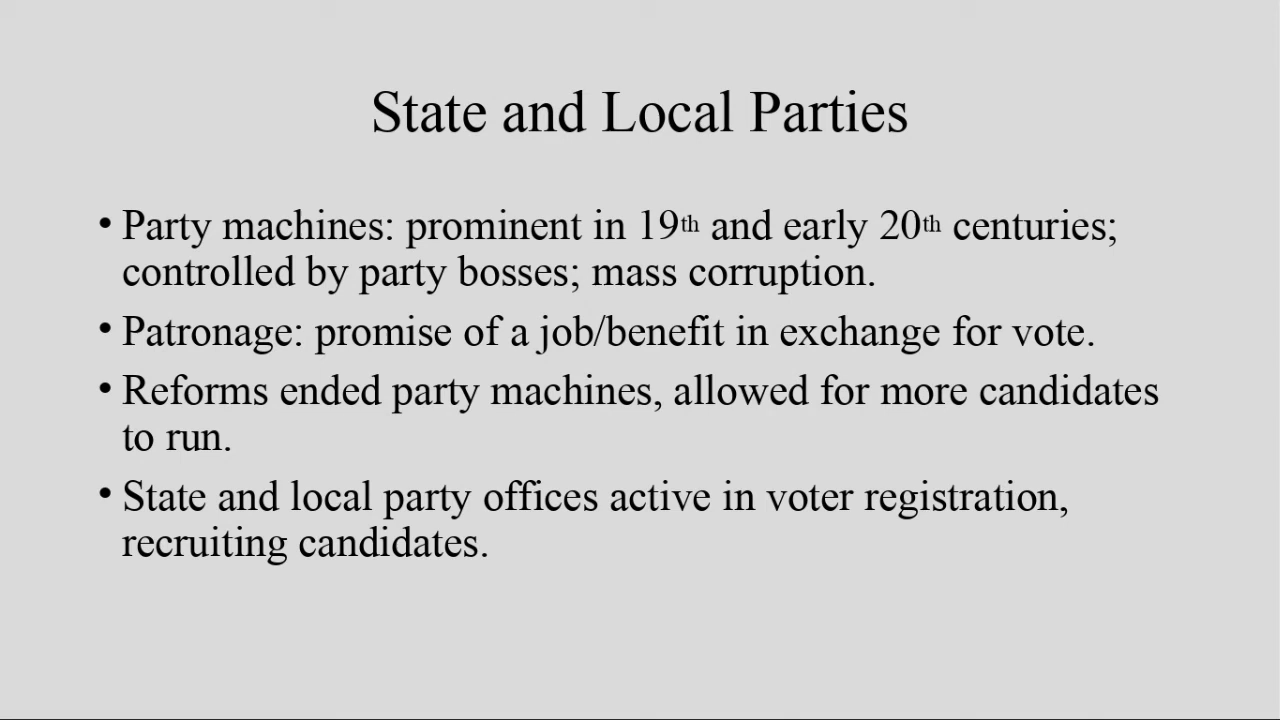 State and Local Parties
• Party machines: prominent in 19th and early 20th centuries;
controlled by party bosses; mass corruption.
• Patronage: promise of a job/benefit in exchange for vote.
• Reforms ended party machines, allowed for more candidates
to run.
• State and local party offices active in voter registration,
recruiting candidates.